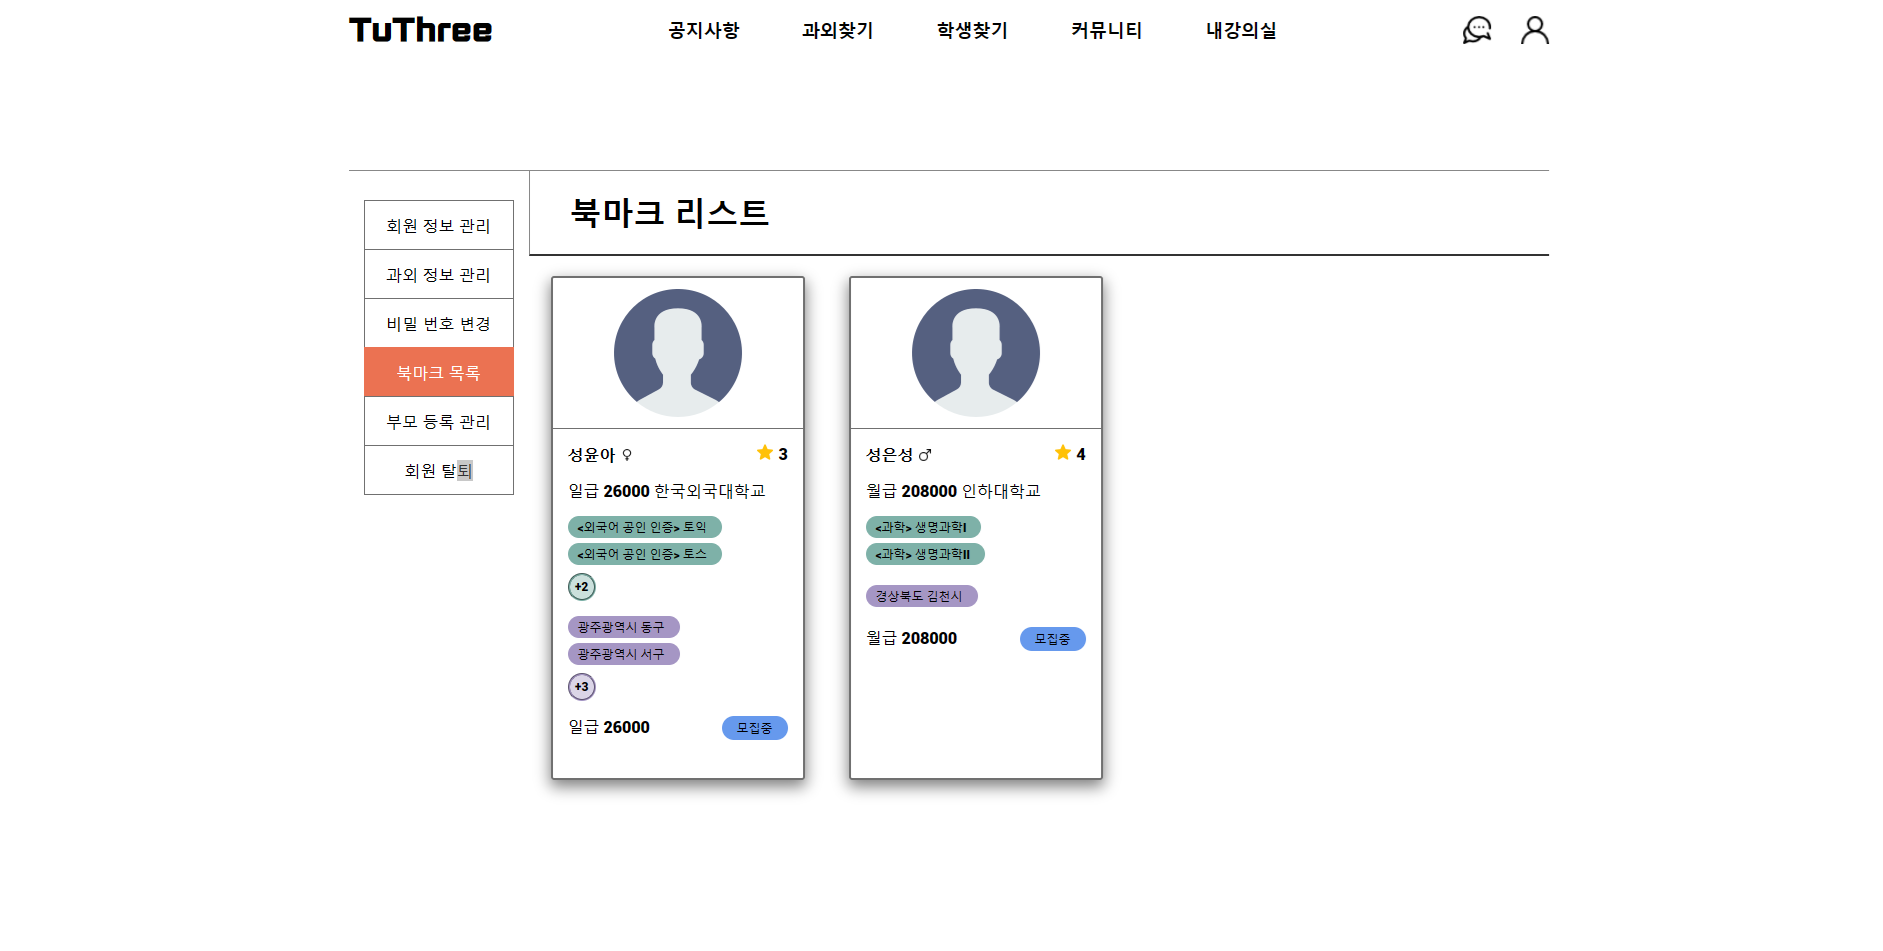 TuThree 공지사항 과외찾기 학생찾기 커뮤니티 내강의실
회원 정보 관리
과외 정보 관리
비밀 번호 변경
북마크 목록
부모 등록 관리
회원 탈퇴
북마크 리스트
성윤아 ♀ ★ 3
일급 26000 한국외국대학교
<외국어 공인 인증> 토익
<외국어 공인 인증> 토스
+2
광주광역시 동구
광주광역시 서구
+3
일급 26000 모집중
성은성 ♂ ★ 4
월급 208000 인하대학교
<과학> 생명과학I
<과학> 생명과학II
경상북도 김천시
월급 208000 모집중